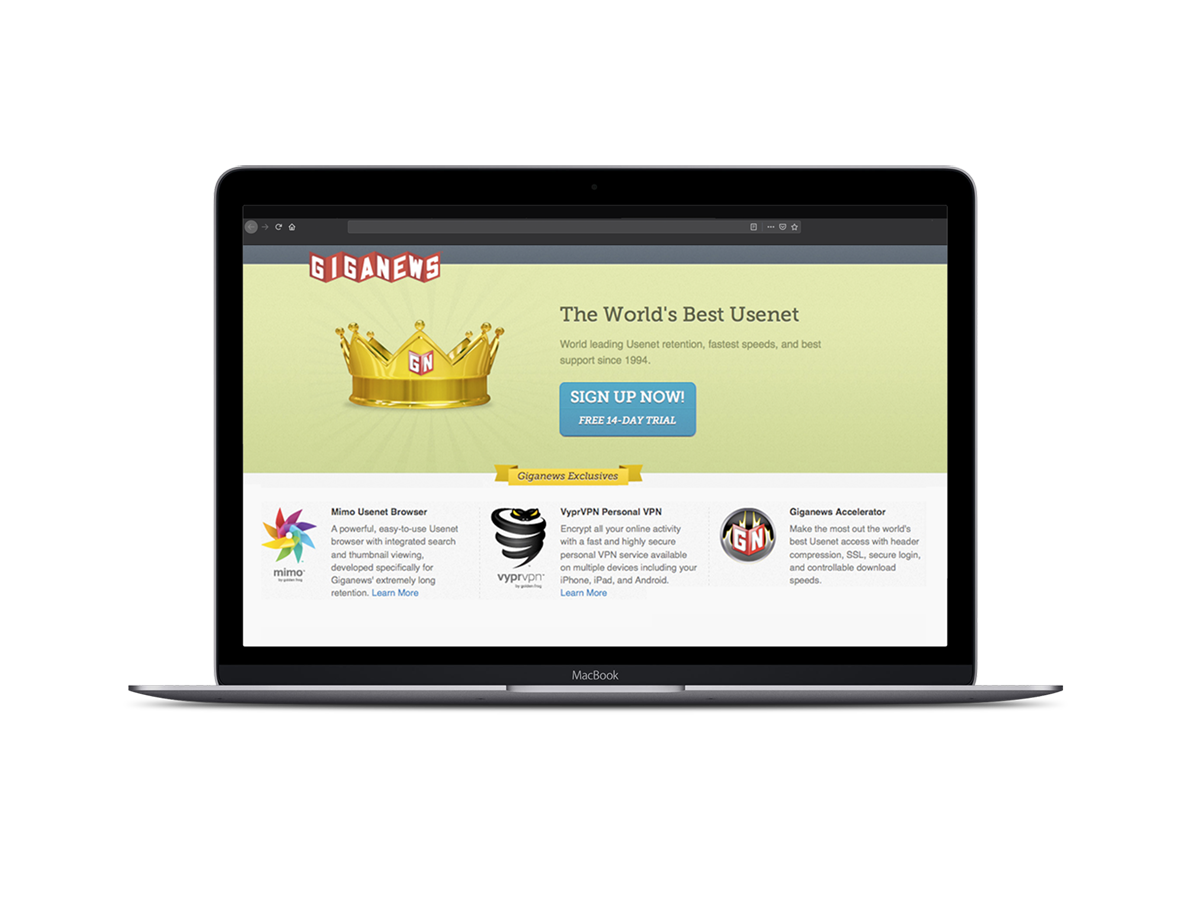 GIGANEWS
The World's Best Usenet
World leading Usenet retention, fastest speeds, and best
support since 1994.
GN
SIGN UP NOW!
FREE 14-DAY TRIAL
Giganews Exclusives
Mimo Usenet Browser
A powerful, easy-to-use Usenet
browser with integrated search
and thumbnail viewing,
developed specifically for
Giganews' extremely long
retention. Learn More
mimo
by golden frog
VyprVPN Personal VPN
Encrypt all your online activity
with a fast and highly secure
personal VPN service available
on multiple devices including your
iPhone, iPad, and Android.
Learn More
vyprvpn
by golden frog
Giganews Accelerator
Make the most out the world's
best Usenet access with header
compression, SSL, secure login,
and controllable download
speeds.
GN
MacBook